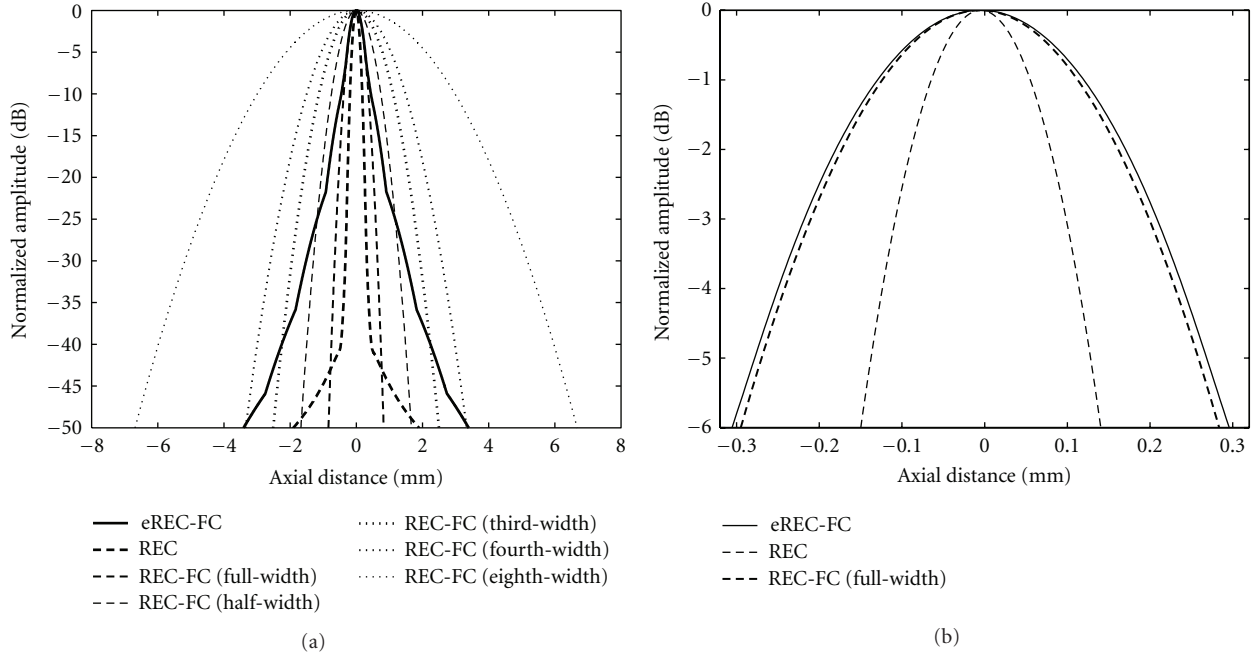 0
−5
−10
−15
−20
−25
−30
−35
−40
−45
−50
Normalized amplitude (dB)
−8 −6 −4 −2 0 2 4 6 8
Axial distance (mm)
eREC-FC
REC
REC-FC (full-width)
REC-FC (half-width)
REC-FC (third-width)
REC-FC (fourth-width)
REC-FC (eighth-width)
(a)
0
−1
−2
−3
−4
−5
−6
Normalized amplitude (dB)
−0.3 −0.2 −0.1 0 0.1 0.2 0.3
Axial distance (mm)
eREC-FC
REC
REC-FC (full-width)
(b)